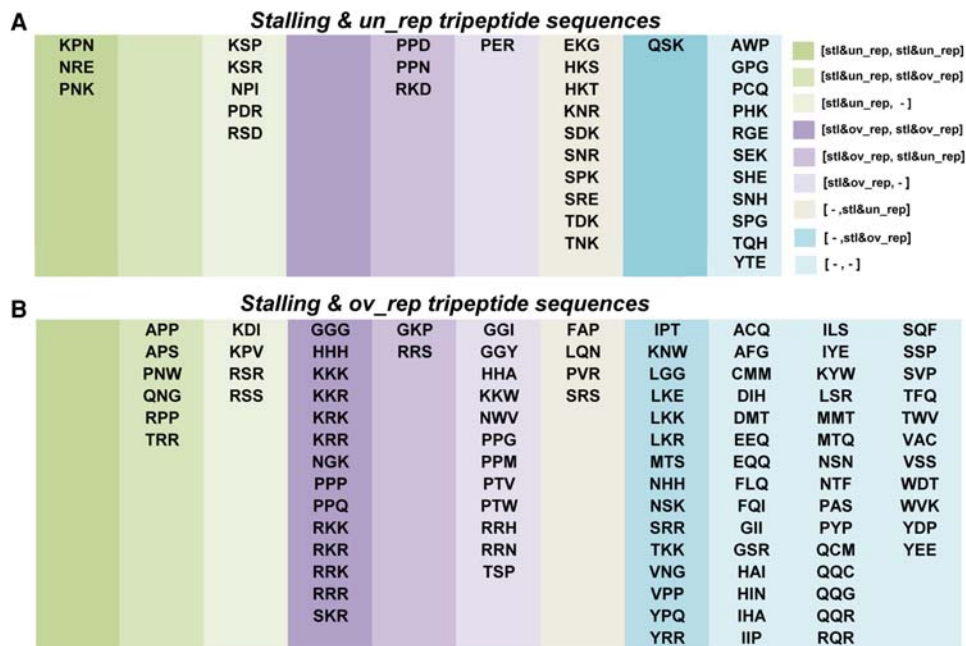 A
Stalling & un_rep tripeptide sequences
KPN KSP PPD PER EKG QSK AWP
NRE KSR PPN HKS GPG
PNK NPI RKD HKT PCQ
PDR KNR PHK
RSD SDK RGE
SNR SEK
SPK SHE
SRE SNH
TDK SPG
TNK TQH
YTE
[stl&un_rep, stl&un_rep]
[stl&un_rep, stl&ov_rep]
[stl&un_rep, -]
[stl&ov_rep, stl&ov_rep]
[stl&ov_rep, stl&un_rep]
[stl&ov_rep, -]
[ - ,stl&un_rep]
[ - ,stl&ov_rep]
[ - , - ]
B
Stalling & ov_rep tripeptide sequences
APP KDI GGG GKP GGI FAP IPT ACQ ILS SQF
APS KPV HHH RRS GGY LQN KNW AFG IYE SSP
PNW RSR KKK HHA PVR LGG CMM KYW SVP
QNG RSS KKR KKW SRS LKE DIH LSR TFQ
RPP KRK NWV LKK DMT MMT TWV
TRR KRR PPG LKR EEQ MTQ VAC
NGK PPM MTS EQQ NSN VSS
PPP PTV NHH FLQ NTF WDT
PPQ PTW NSK FQI PAS WVK
RKK RRH SRR GII PYP YDP
RKR RRN TKK GSR QCM YEE
RRK TSP VNG HAI QQC
RRR VPP HIN QQG
SKR YPQ IHA QQR
YRR IIP RQR